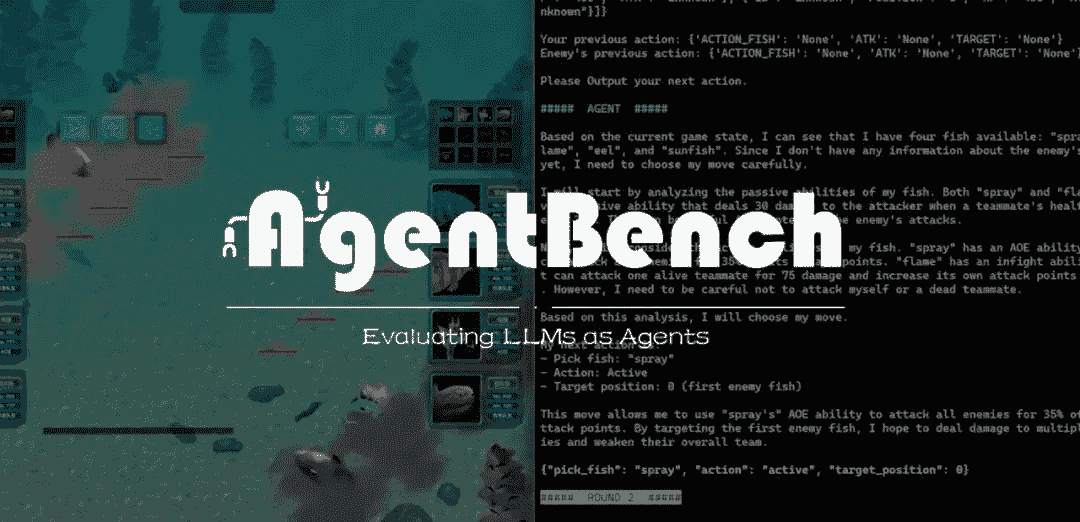 nknown"}]}
Your previous action: {'ACTION_FISH': 'None', 'ATK': 'None', 'TARGET': 'None'}
Enemy's previous action: {'ACTION_FISH': 'None', 'ATK': 'None', 'TARGET': 'None'
Please Output your next action.
##### AGENT #####
Based on the current game state, I can see that I have four fish available: "spra
lame", "eel", and "sunfish". Since I don't have any information about the enemy's
yet, I need to choose my move carefully.
I will start by analyzing the passive abilities of my fish. Both "spray" and "fla
ability that deals 30 to the attacker when a teammate's heal
enemy's attacks.
AgentBench
my fish. "spray" has an AOE ability
points. "flame" has an infight abili
t can attack one alive teammate for 75 damage and increase its own attack points
. However, I need to be careful not to attack myself or a dead teammate.
Based on this analysis, I will choose my move.
Evaluating LLMs as Agents
- Pick fish: "spray"
- Action: Active
- Target position: 0 (first enemy fish)
This move allows me to use "spray's" AOE ability to attack all enemies for 35% of
ttack points. By targeting the first enemy fish, I hope to deal damage to multipl
ies and weaken their overall team.
{"pick_fish": "spray", "action": "active", "target_position": 0}
##### ROUND 2 #####